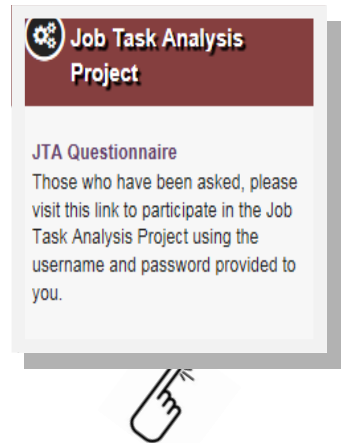 Job Task Analysis
Project
JTA Questionnaire
Those who have been asked, please
visit this link to participate in the Job
Task Analysis Project using the
username and password provided to
you.